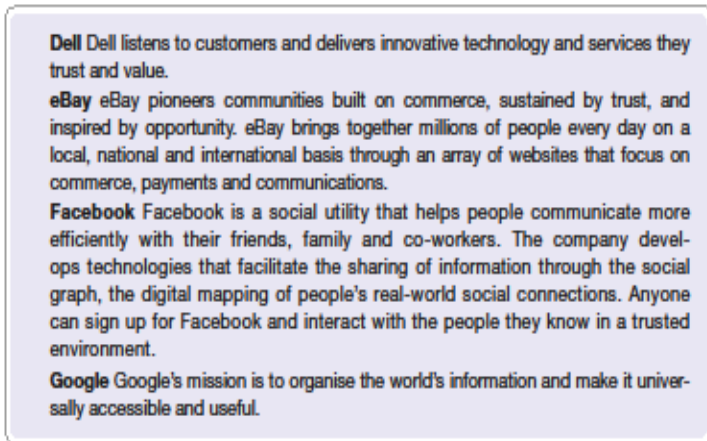 Dell Dell listens to customers and delivers innovative technology and services they
trust and value.
eBay eBay pioneers communities built on commerce, sustained by trust, and
inspired by opportunity. eBay brings together millions of people every day on a
local, national and international basis through an array of websites that focus on
commerce, payments and communications.
Facebook Facebook is a social utility that helps people communicate more
efficiently with their friends, family and co-workers. The company devel-
ops technologies that facilitate the sharing of information through the social
graph, the digital mapping of people's real-world social connections. Anyone
can sign up for Facebook and interact with the people they know in a trusted
environment.
Google Google's mission is to organise the world's information and make it univer-
sally accessible and useful.